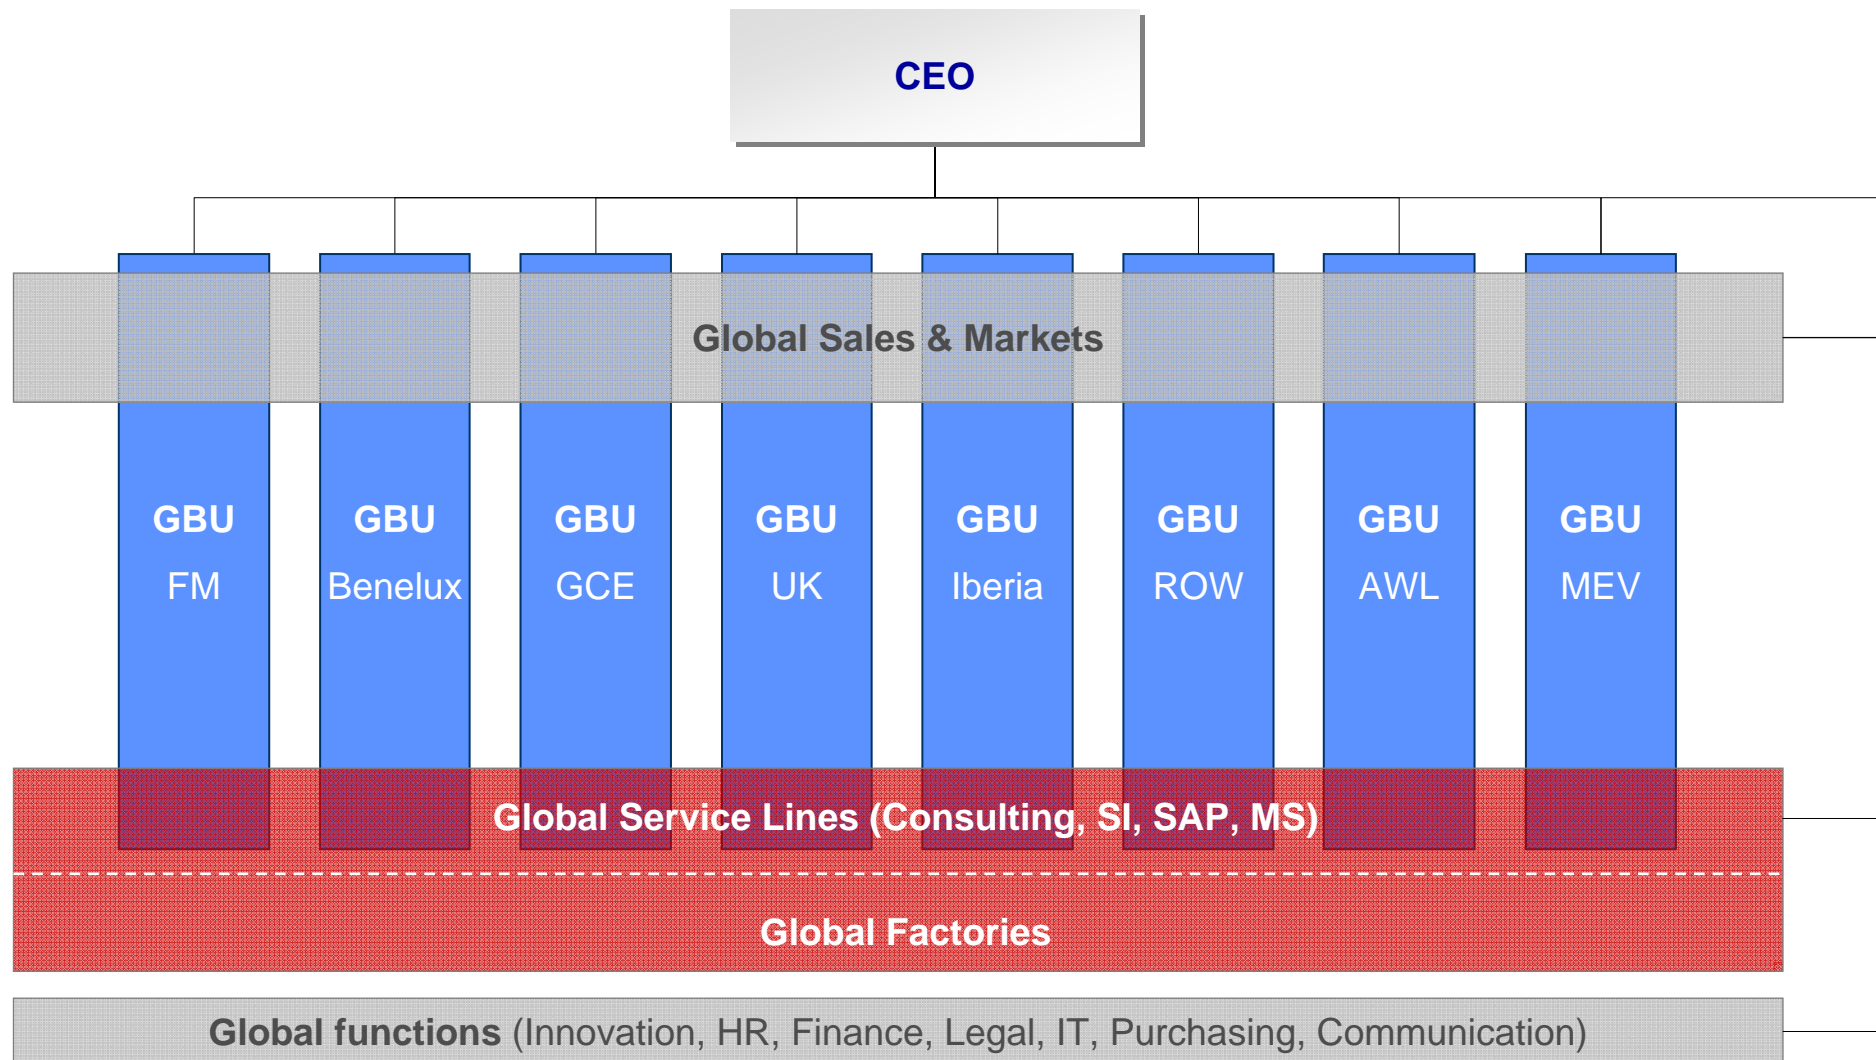 CEO
Global Sales & Markets
GBU GBU GBU GBU GBU GBU GBU GBU
FM Benelux GCE UK Iberia ROW AWL MEV
Global Service Lines (Consulting, SI, SAP, MS)
Global Factories
Global functions (Innovation, HR, Finance, Legal, IT, Purchasing, Communication)